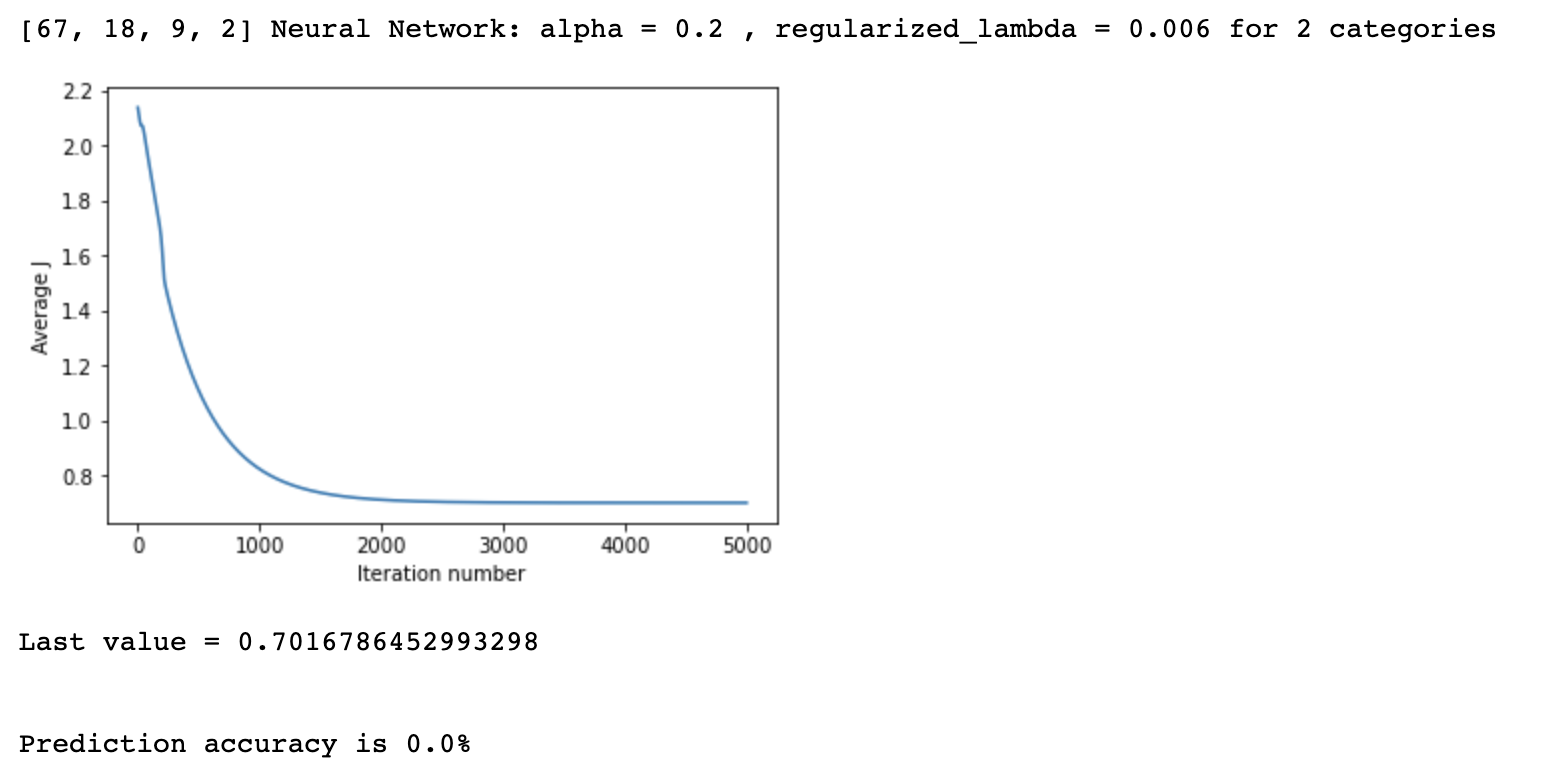 [67, 18, 9, 2] Neural Network: alpha = 0.2 , regularized_lambda = 0.006 for 2 categories
2.2
2.0
1.8
1.6
1.4
1.2
1.0
0.8
Average J
0 1000 2000 3000 4000 5000
Iteration number
Last value = 0.7016786452993298
Prediction accuracy is 0.0%